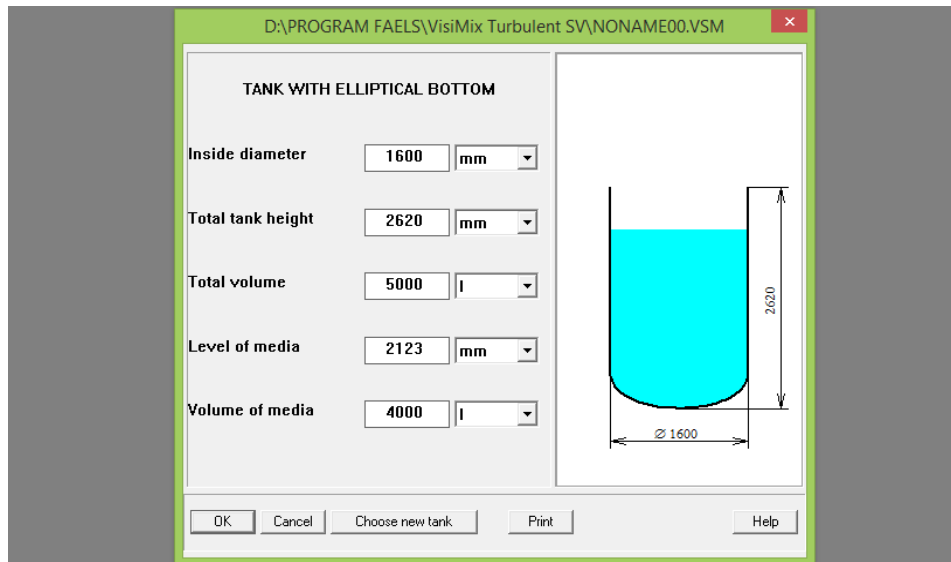 D:\PROGRAM FAELS\VisiMix Turbulent SV\NONAME00.VSM
TANK WITH ELLIPTICAL BOTTOM
Inside diameter 1600 mm
Total tank height 2620 mm
Total volume 5000 l
Level of media 2123 mm
Volume of media 4000 l
2620
Ø 1600
OK Cancel Choose new tank Print Help